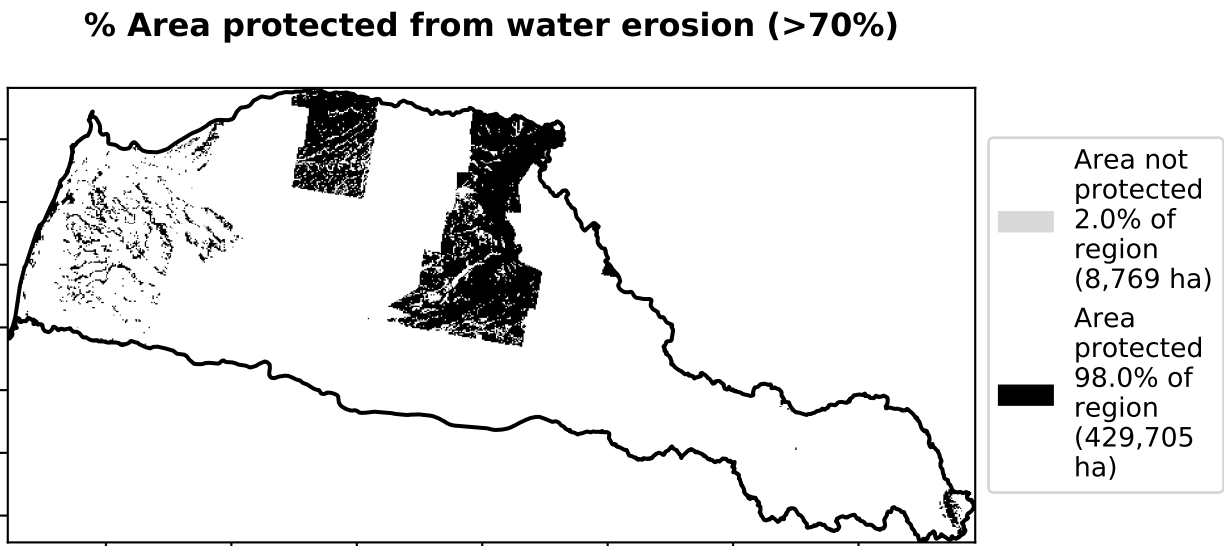 % Area protected from water erosion (>70%)
Area not
protected
2.0% of
region
(8,769 ha)
Area
protected
98.0% of
region
(429,705
ha)